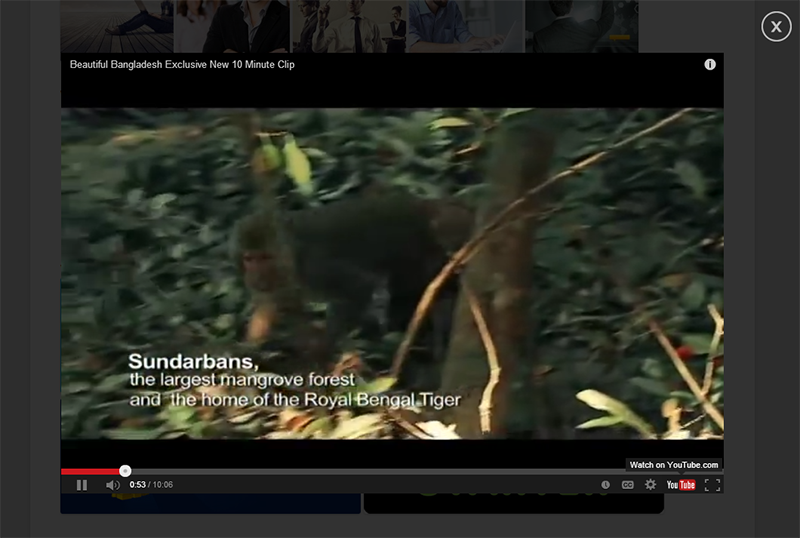 X
Beautiful Bangladesh Exclusive New 10 Minute Clip
i
Sundarbans,
the largest mangrove forest
and the home of the Royal Bengal Tiger
Watch on YouTube.com
0:53 / 10:06
CC
YouTube